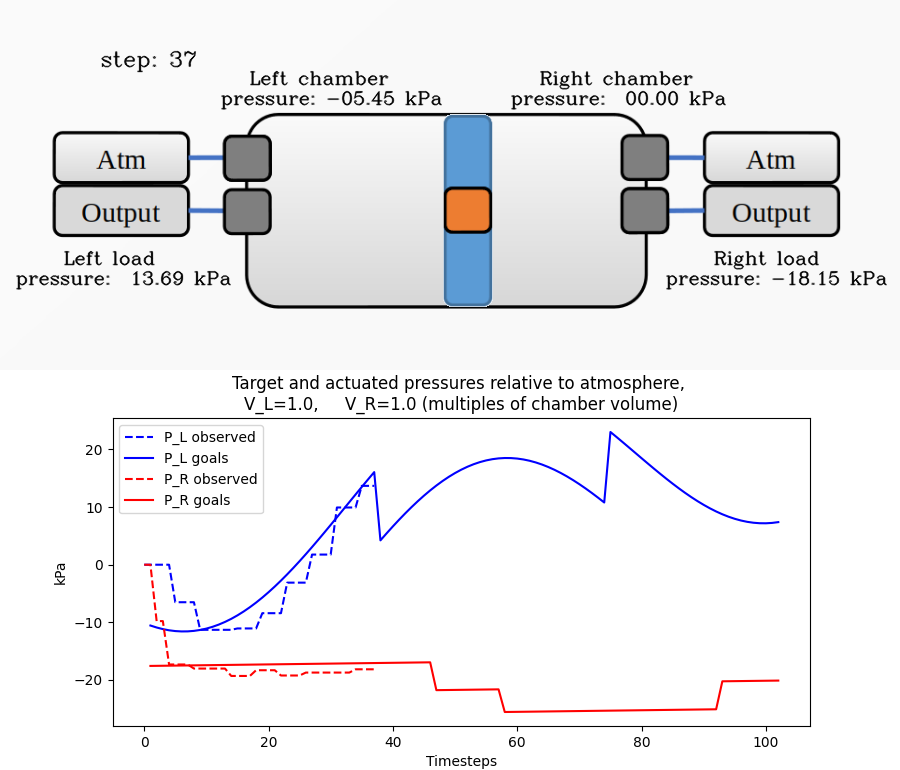 step: 37
Left chamber
pressure: -05.45 kPa
Right chamber
pressure: 00.00 kPa
Atm
Output
Atm
Output
Left load
pressure: 13.69 kPa
Right load
pressure: -18.15 kPa
Target and actuated pressures relative to atmosphere,
V_L=1.0, V_R=1.0 (multiples of chamber volume)
P_L observed
P_L goals
P_R observed
P_R goals
kPa
20
10
0
−10
−20
0 20 40 60 80 100
Timesteps